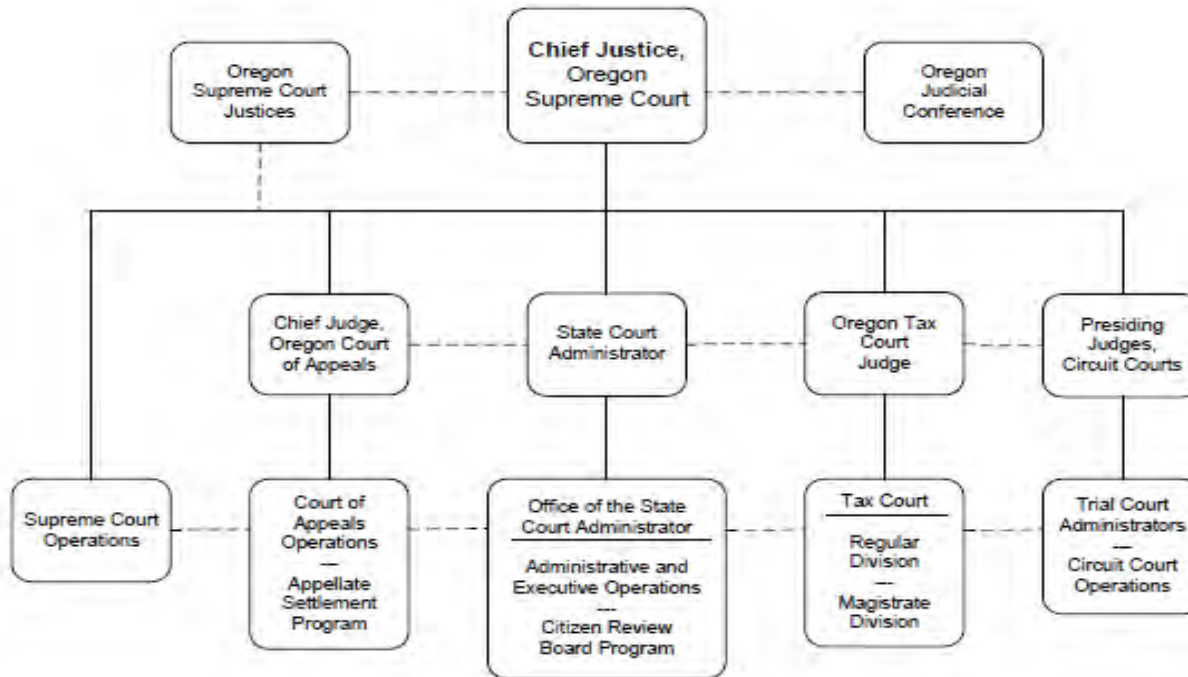 Oregon
Supreme Court
Justices
Chief Justice,
Oregon
Supreme Court
Oregon
Judicial
Conference
Chief Judge,
Oregon Court
of Appeals
State Court
Administrator
Oregon Tax
Court
Judge
Presiding
Judges,
Circuit Courts
Supreme Court
Operations
Court of
Appeals
Operations
---
Appellate
Settlement
Program
Office of the State
Court Administrator
Administrative and
Executive Operations
---
Citizen Review
Board Program
Tax Court
Regular
Division
---
Magistrate
Division
Trial Court
Administrators
---
Circuit Court
Operations